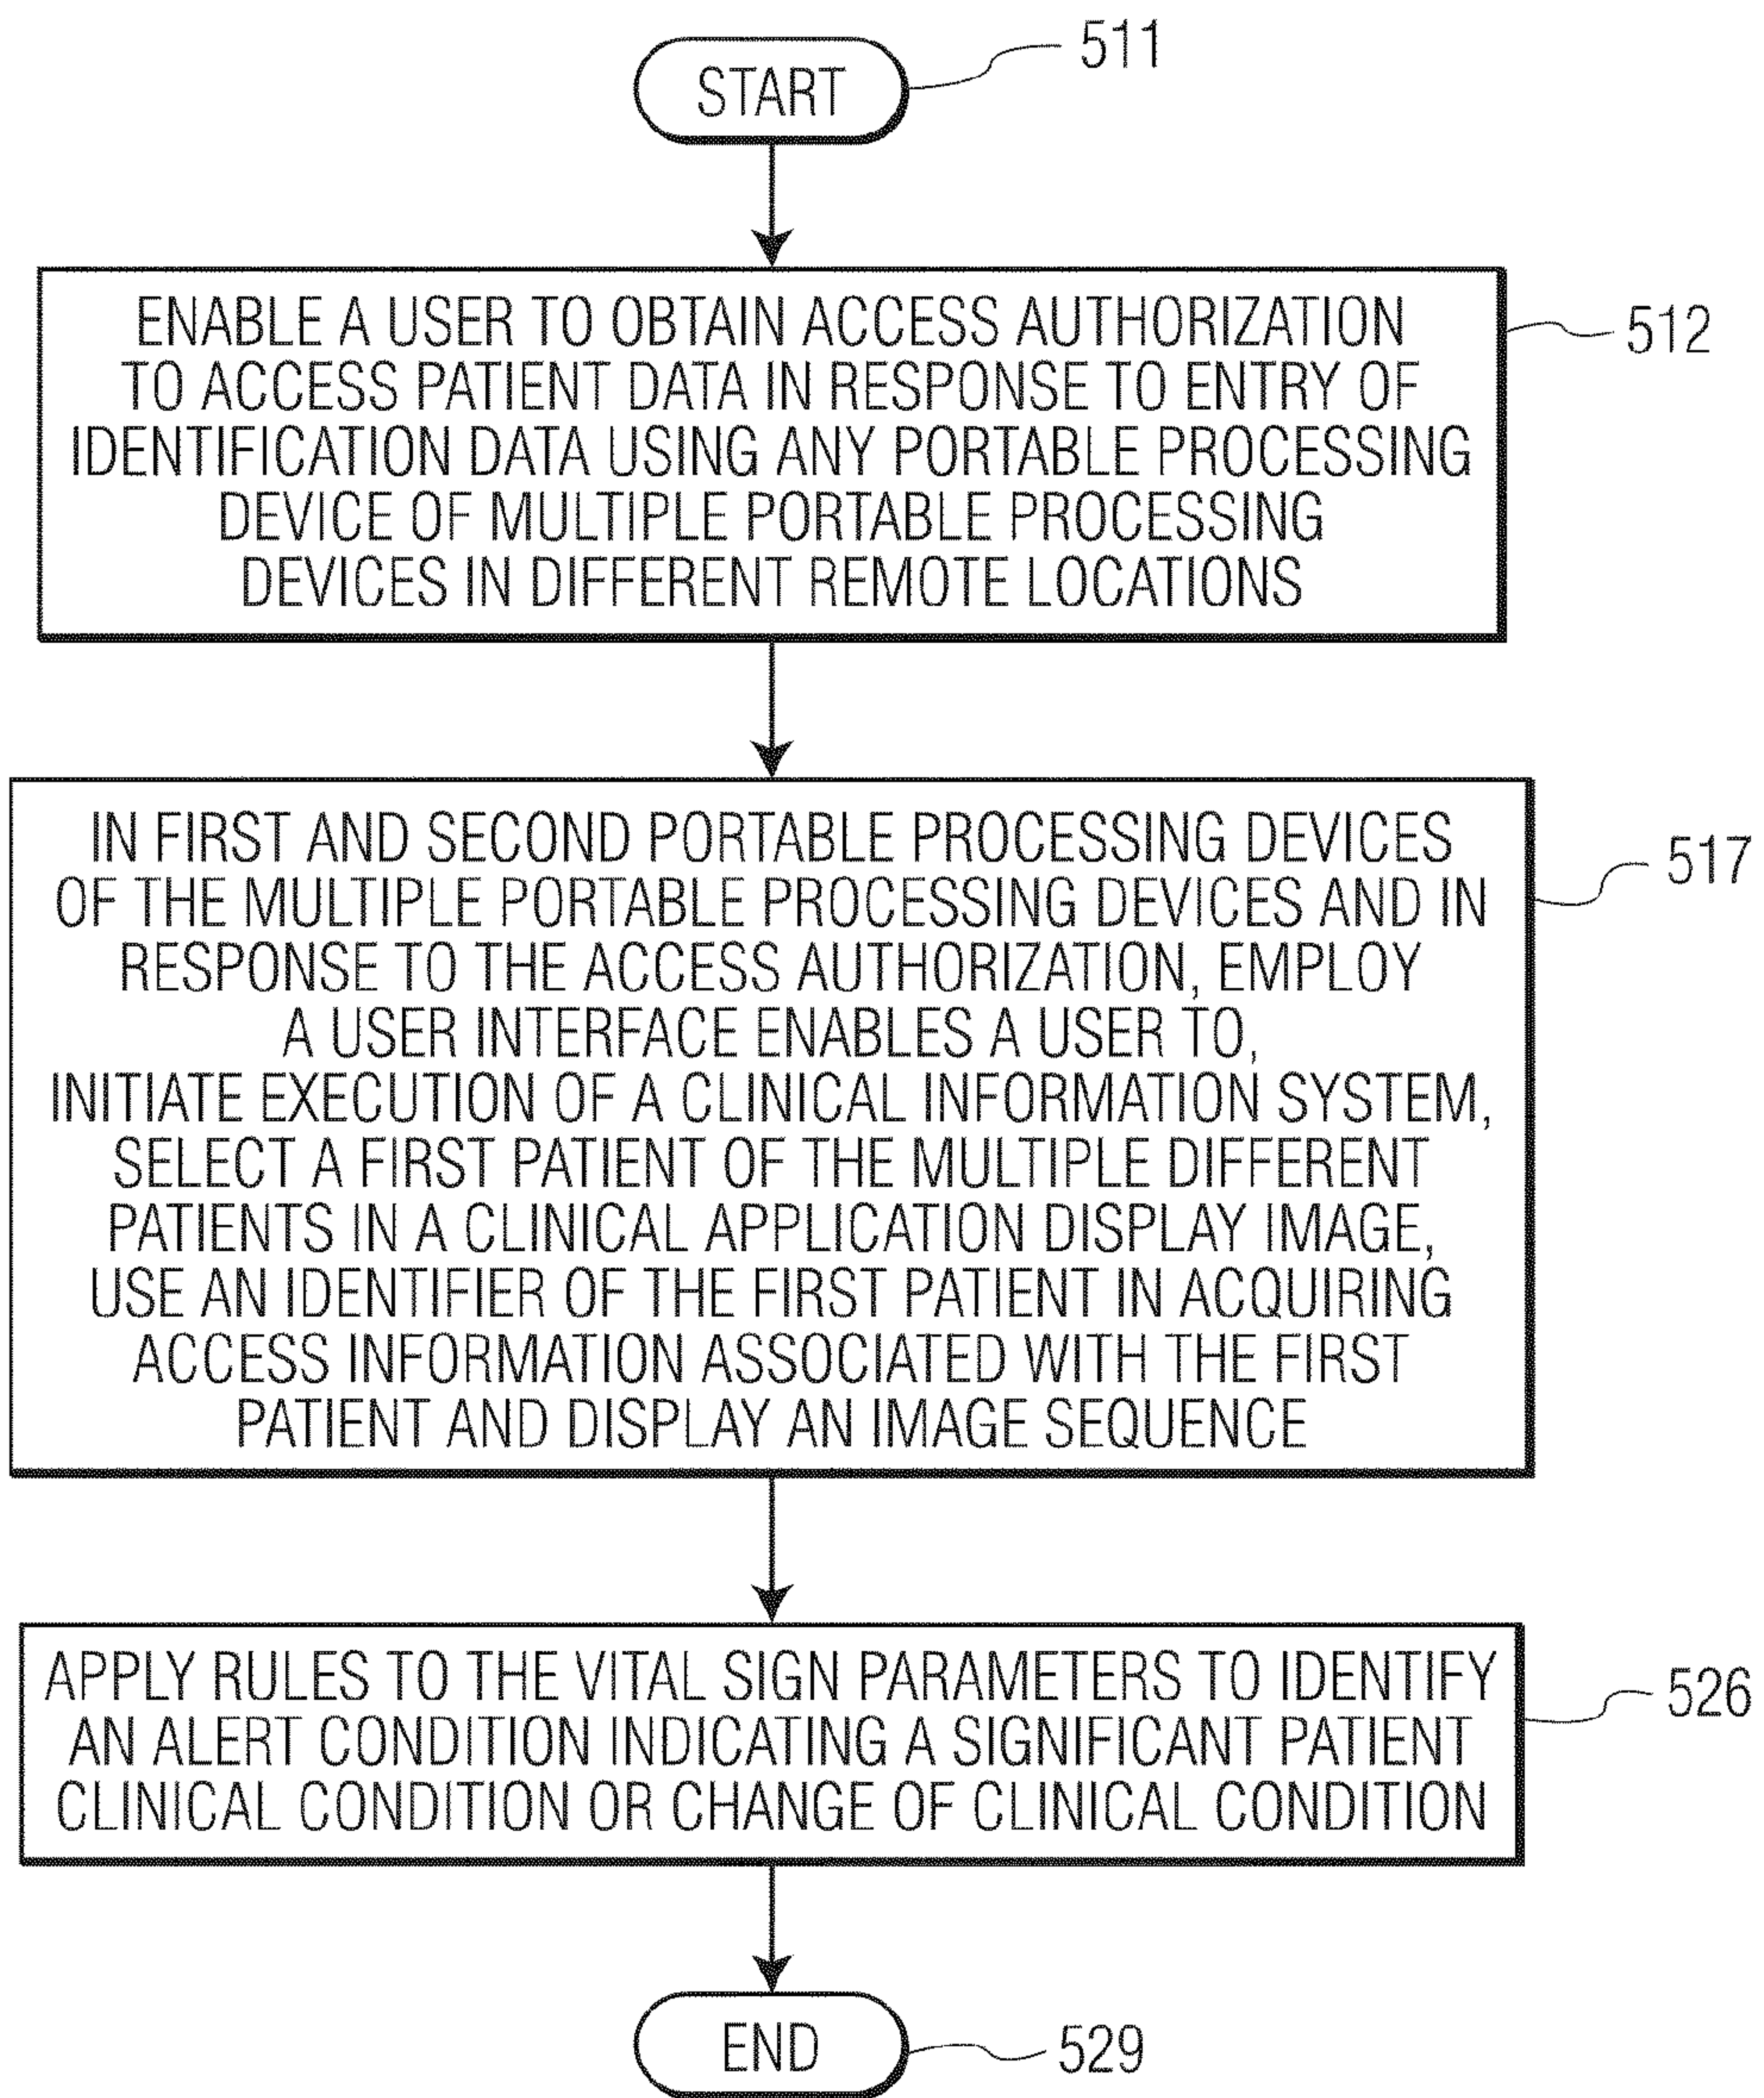 START
511
ENABLE A USER TO OBTAIN ACCESS AUTHORIZATION
TO ACCESS PATIENT DATA IN RESPONSE TO ENTRY OF
IDENTIFICATION DATA USING ANY PORTABLE PROCESSING
DEVICE OF MULTIPLE PORTABLE PROCESSING
DEVICES IN DIFFERENT REMOTE LOCATIONS
512
IN FIRST AND SECOND PORTABLE PROCESSING DEVICES
OF THE MULTIPLE PORTABLE PROCESSING DEVICES AND IN
RESPONSE TO THE ACCESS AUTHORIZATION, EMPLOY
A USER INTERFACE ENABLES A USER TO,
INITIATE EXECUTION OF A CLINICAL INFORMATION SYSTEM,
SELECT A FIRST PATIENT OF THE MULTIPLE DIFFERENT
PATIENTS IN A CLINICAL APPLICATION DISPLAY IMAGE,
USE AN IDENTIFIER OF THE FIRST PATIENT IN ACQUIRING
ACCESS INFORMATION ASSOCIATED WITH THE FIRST
PATIENT AND DISPLAY AN IMAGE SEQUENCE
517
APPLY RULES TO THE VITAL SIGN PARAMETERS TO IDENTIFY
AN ALERT CONDITION INDICATING A SIGNIFICANT PATIENT
CLINICAL CONDITION OR CHANGE OF CLINICAL CONDITION
526
END
529